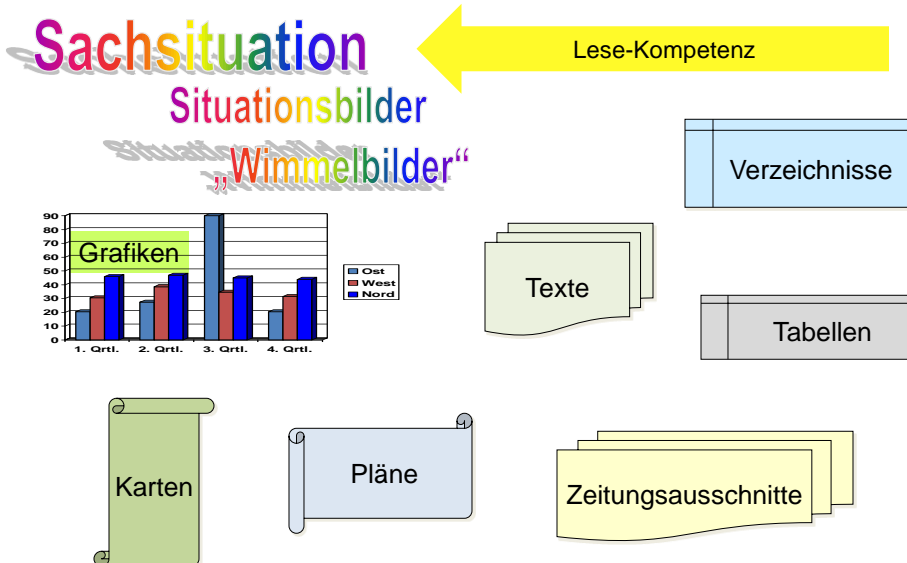 Sachsituation
Lese-Kompetenz
Situationsbilder
„Wimmelbilder“
Verzeichnisse
90
80
70
60
50
40
30
20
10
0
Grafiken
1. Qrtl.
2. Qrtl.
3. Qrtl.
4. Qrtl.
Ost
West
Nord
Texte
Tabellen
Karten
Pläne
Zeitungsausschnitte